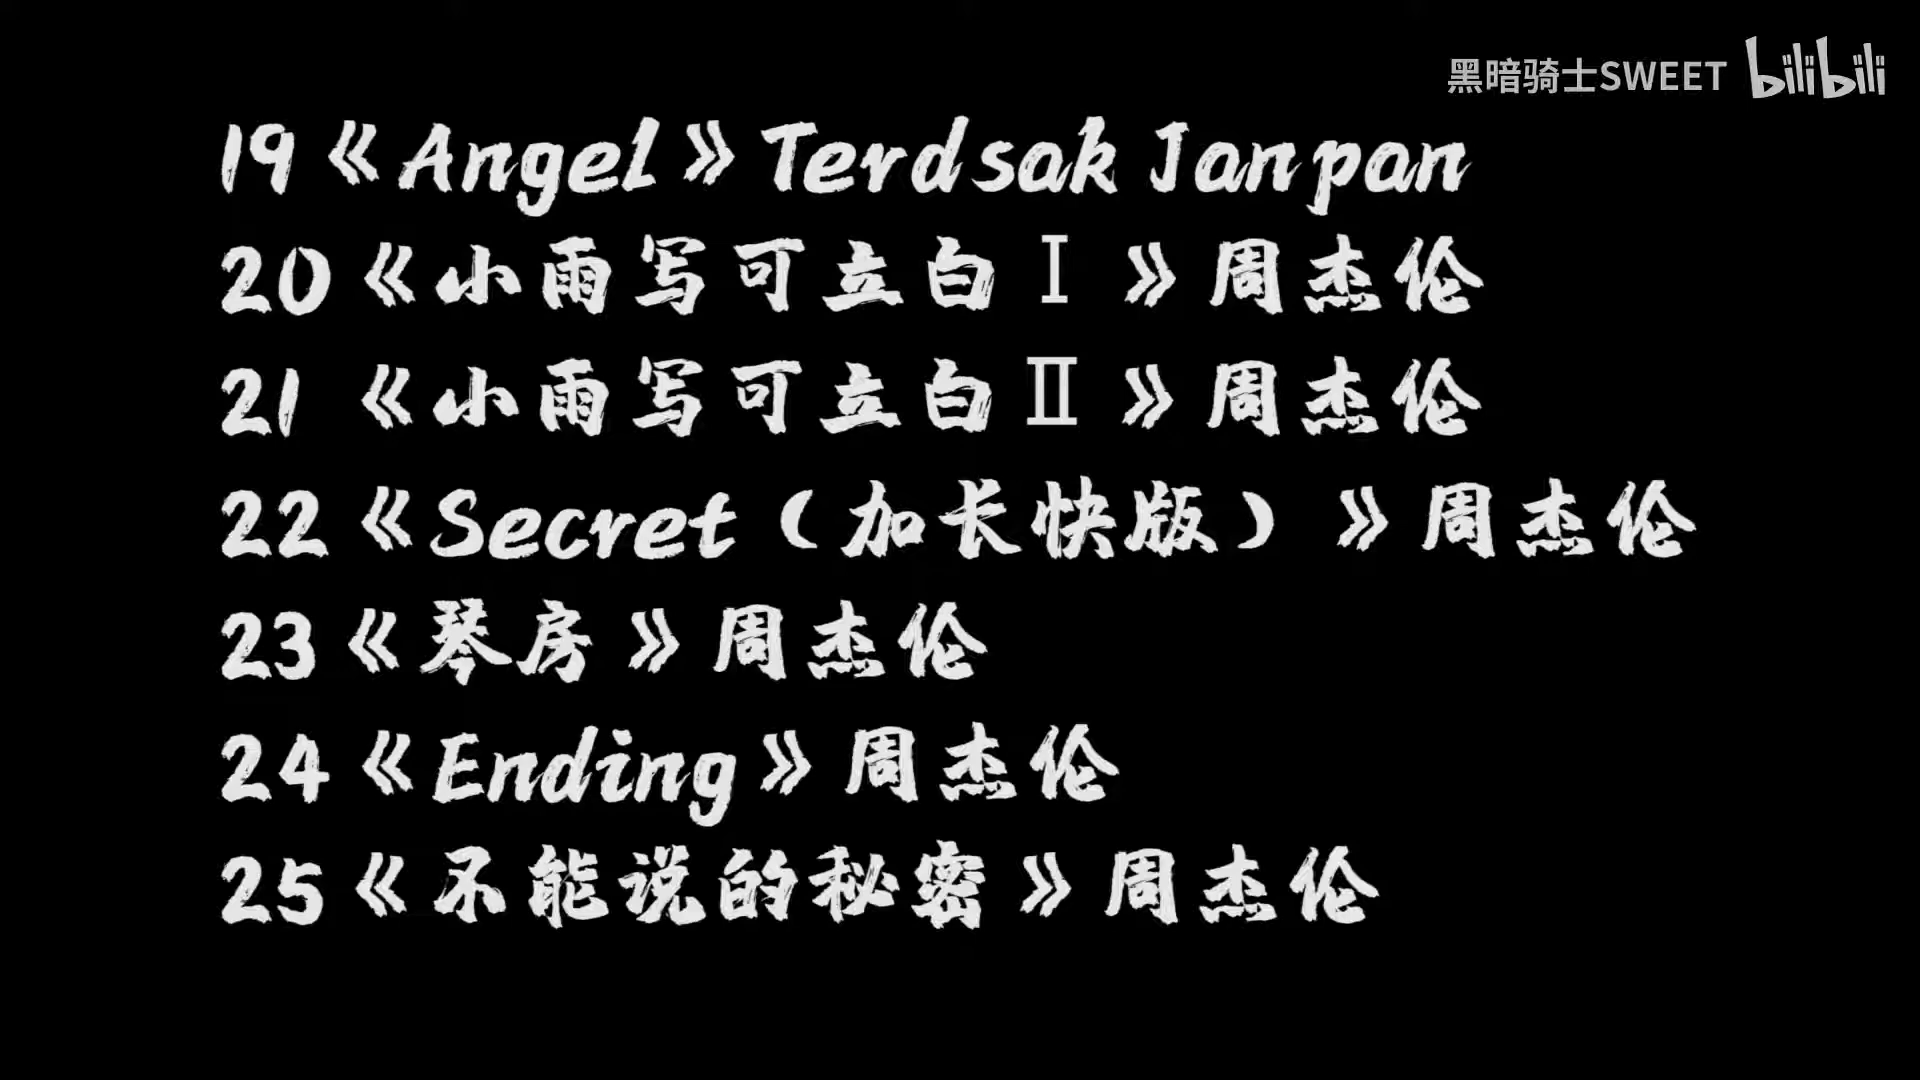 黑暗骑士SWEET bilibili
19《Angel》Terdsak Janpan
20《小雨写可立白Ⅰ》周杰伦
21《小雨写可立白Ⅱ》周杰伦
22《Secret（加长快版）》周杰伦
23《琴房》周杰伦
24《Ending》周杰伦
25《不能说的秘密》周杰伦